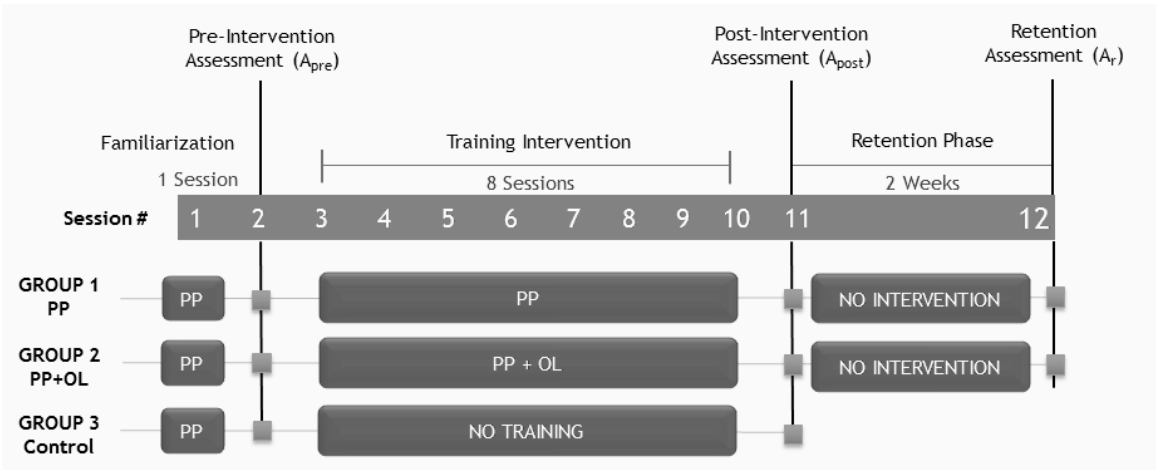 Pre-Intervention
Assessment (Apre)
Post-Intervention
Assessment (Apost)
Retention
Assessment (Ar)
Familiarization
Training Intervention
Retention Phase
1 Session
8 Sessions
2 Weeks
Session # 1 2 3 4 5 6 7 8 9 10 11 12
GROUP 1
PP
PP
PP
NO INTERVENTION
GROUP 2
PP+OL
PP
PP + OL
NO INTERVENTION
GROUP 3
Control
PP
NO TRAINING